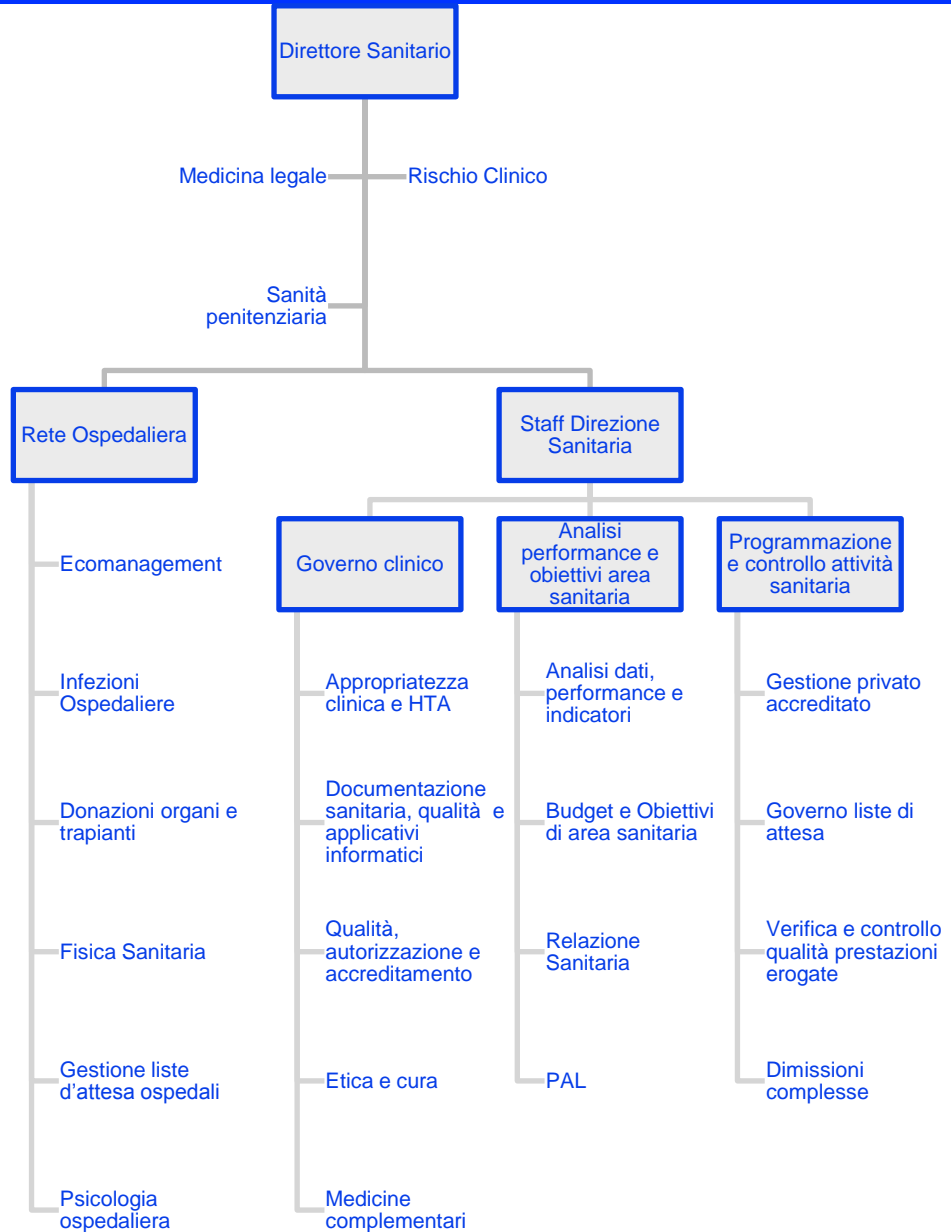 Direttore Sanitario
Medicina legale
Rischio Clinico
Sanità
penitenziaria
Rete Ospedaliera
Staff Direzione
Sanitaria
Ecomanagement
Infezioni
Ospedaliere
Donazioni organi e
trapianti
Fisica Sanitaria
Gestione liste
d’attesa ospedali
Psicologia
ospedaliera
Governo clinico
Appropriatezza
clinica e HTA
Documentazione
sanitaria, qualità e
applicativi
informatici
Qualità,
autorizzazione e
accreditamento
Etica e cura
Medicine
complementari
Analisi
performance e
obiettivi area
sanitaria
Analisi dati,
performance e
indicatori
Budget e Obiettivi
di area sanitaria
Relazione
Sanitaria
PAL
Programmazione
e controllo attività
sanitaria
Gestione privato
accreditato
Governo liste di
attesa
Verifica e controllo
qualità prestazioni
erogate
Dimissioni
complesse